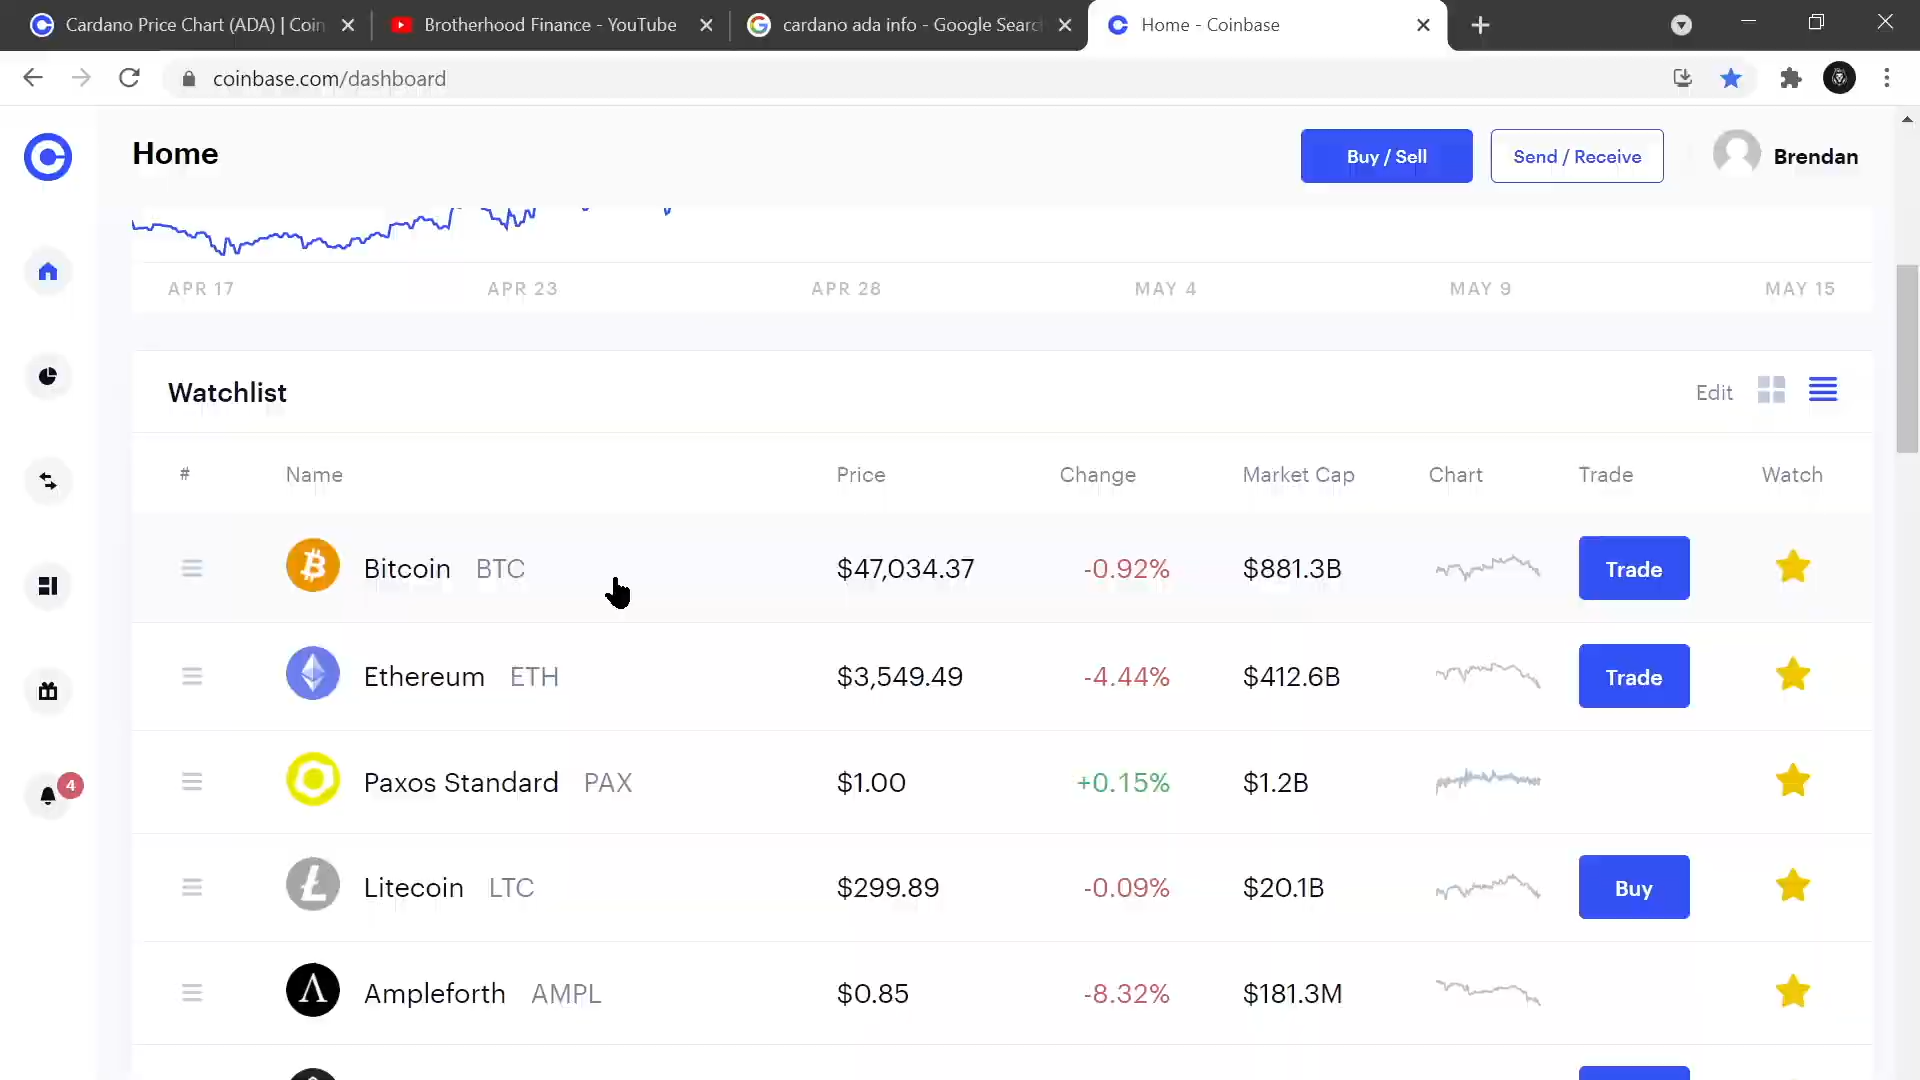 Cardano Price Chart (ADA) | Coin
Brotherhood Finance - YouTube
cardano ada info - Google Searc
Home - Coinbase
coinbase.com/dashboard
Home
Buy / Sell
Send / Receive
Brendan
APR 17 APR 23 APR 28 MAY 4 MAY 9 MAY 15
Watchlist
Edit
# Name Price Change Market Cap Chart Trade Watch
Bitcoin BTC $47,034.37 -0.92% $881.3B Trade
Ethereum ETH $3,549.49 -4.44% $412.6B Trade
Paxos Standard PAX $1.00 +0.15% $1.2B
4
Litecoin LTC $299.89 -0.09% $20.1B Buy
Ampleforth AMPL $0.85 -8.32% $181.3M